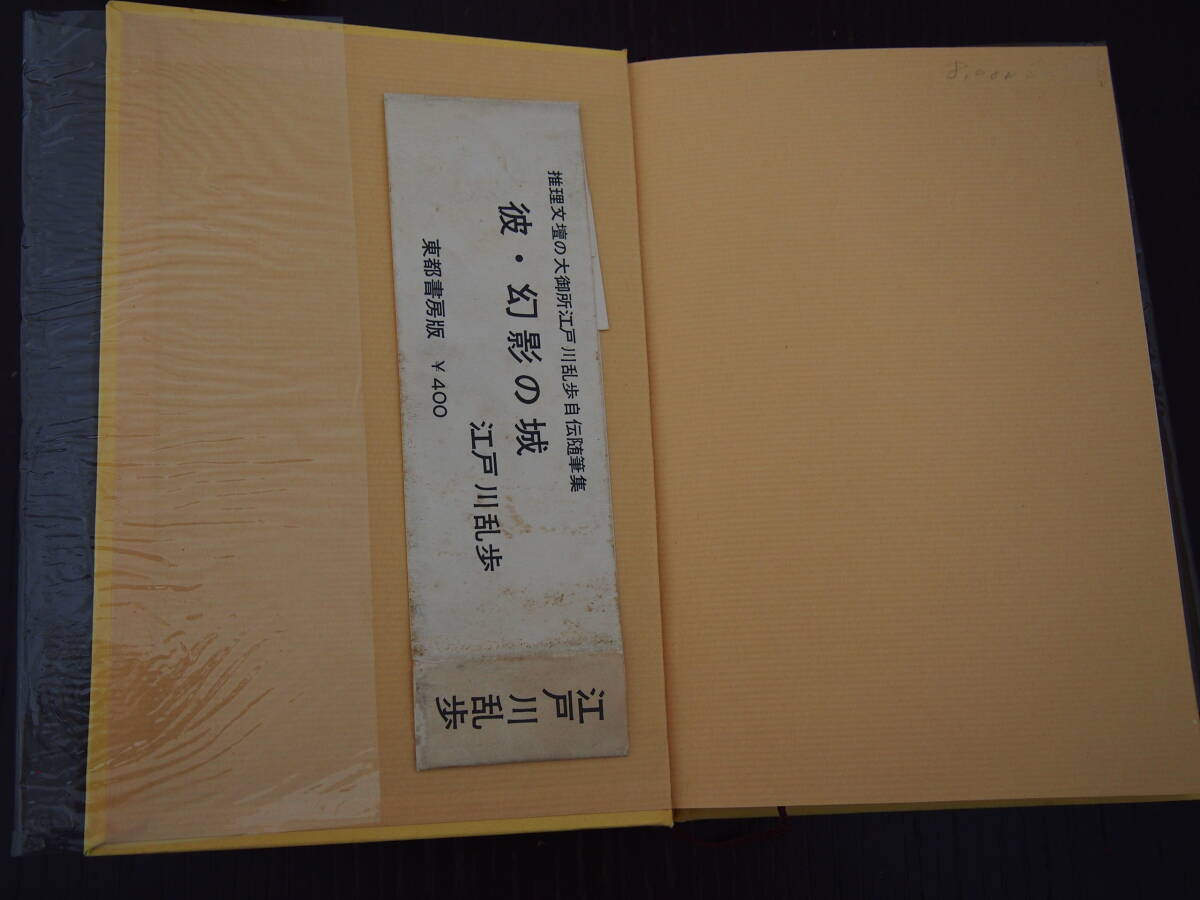 推理文壇の大御所江戸川乱歩自伝随筆集
彼・幻影の城
江戸川乱歩
東都書房版 ￥400
江戸川乱歩